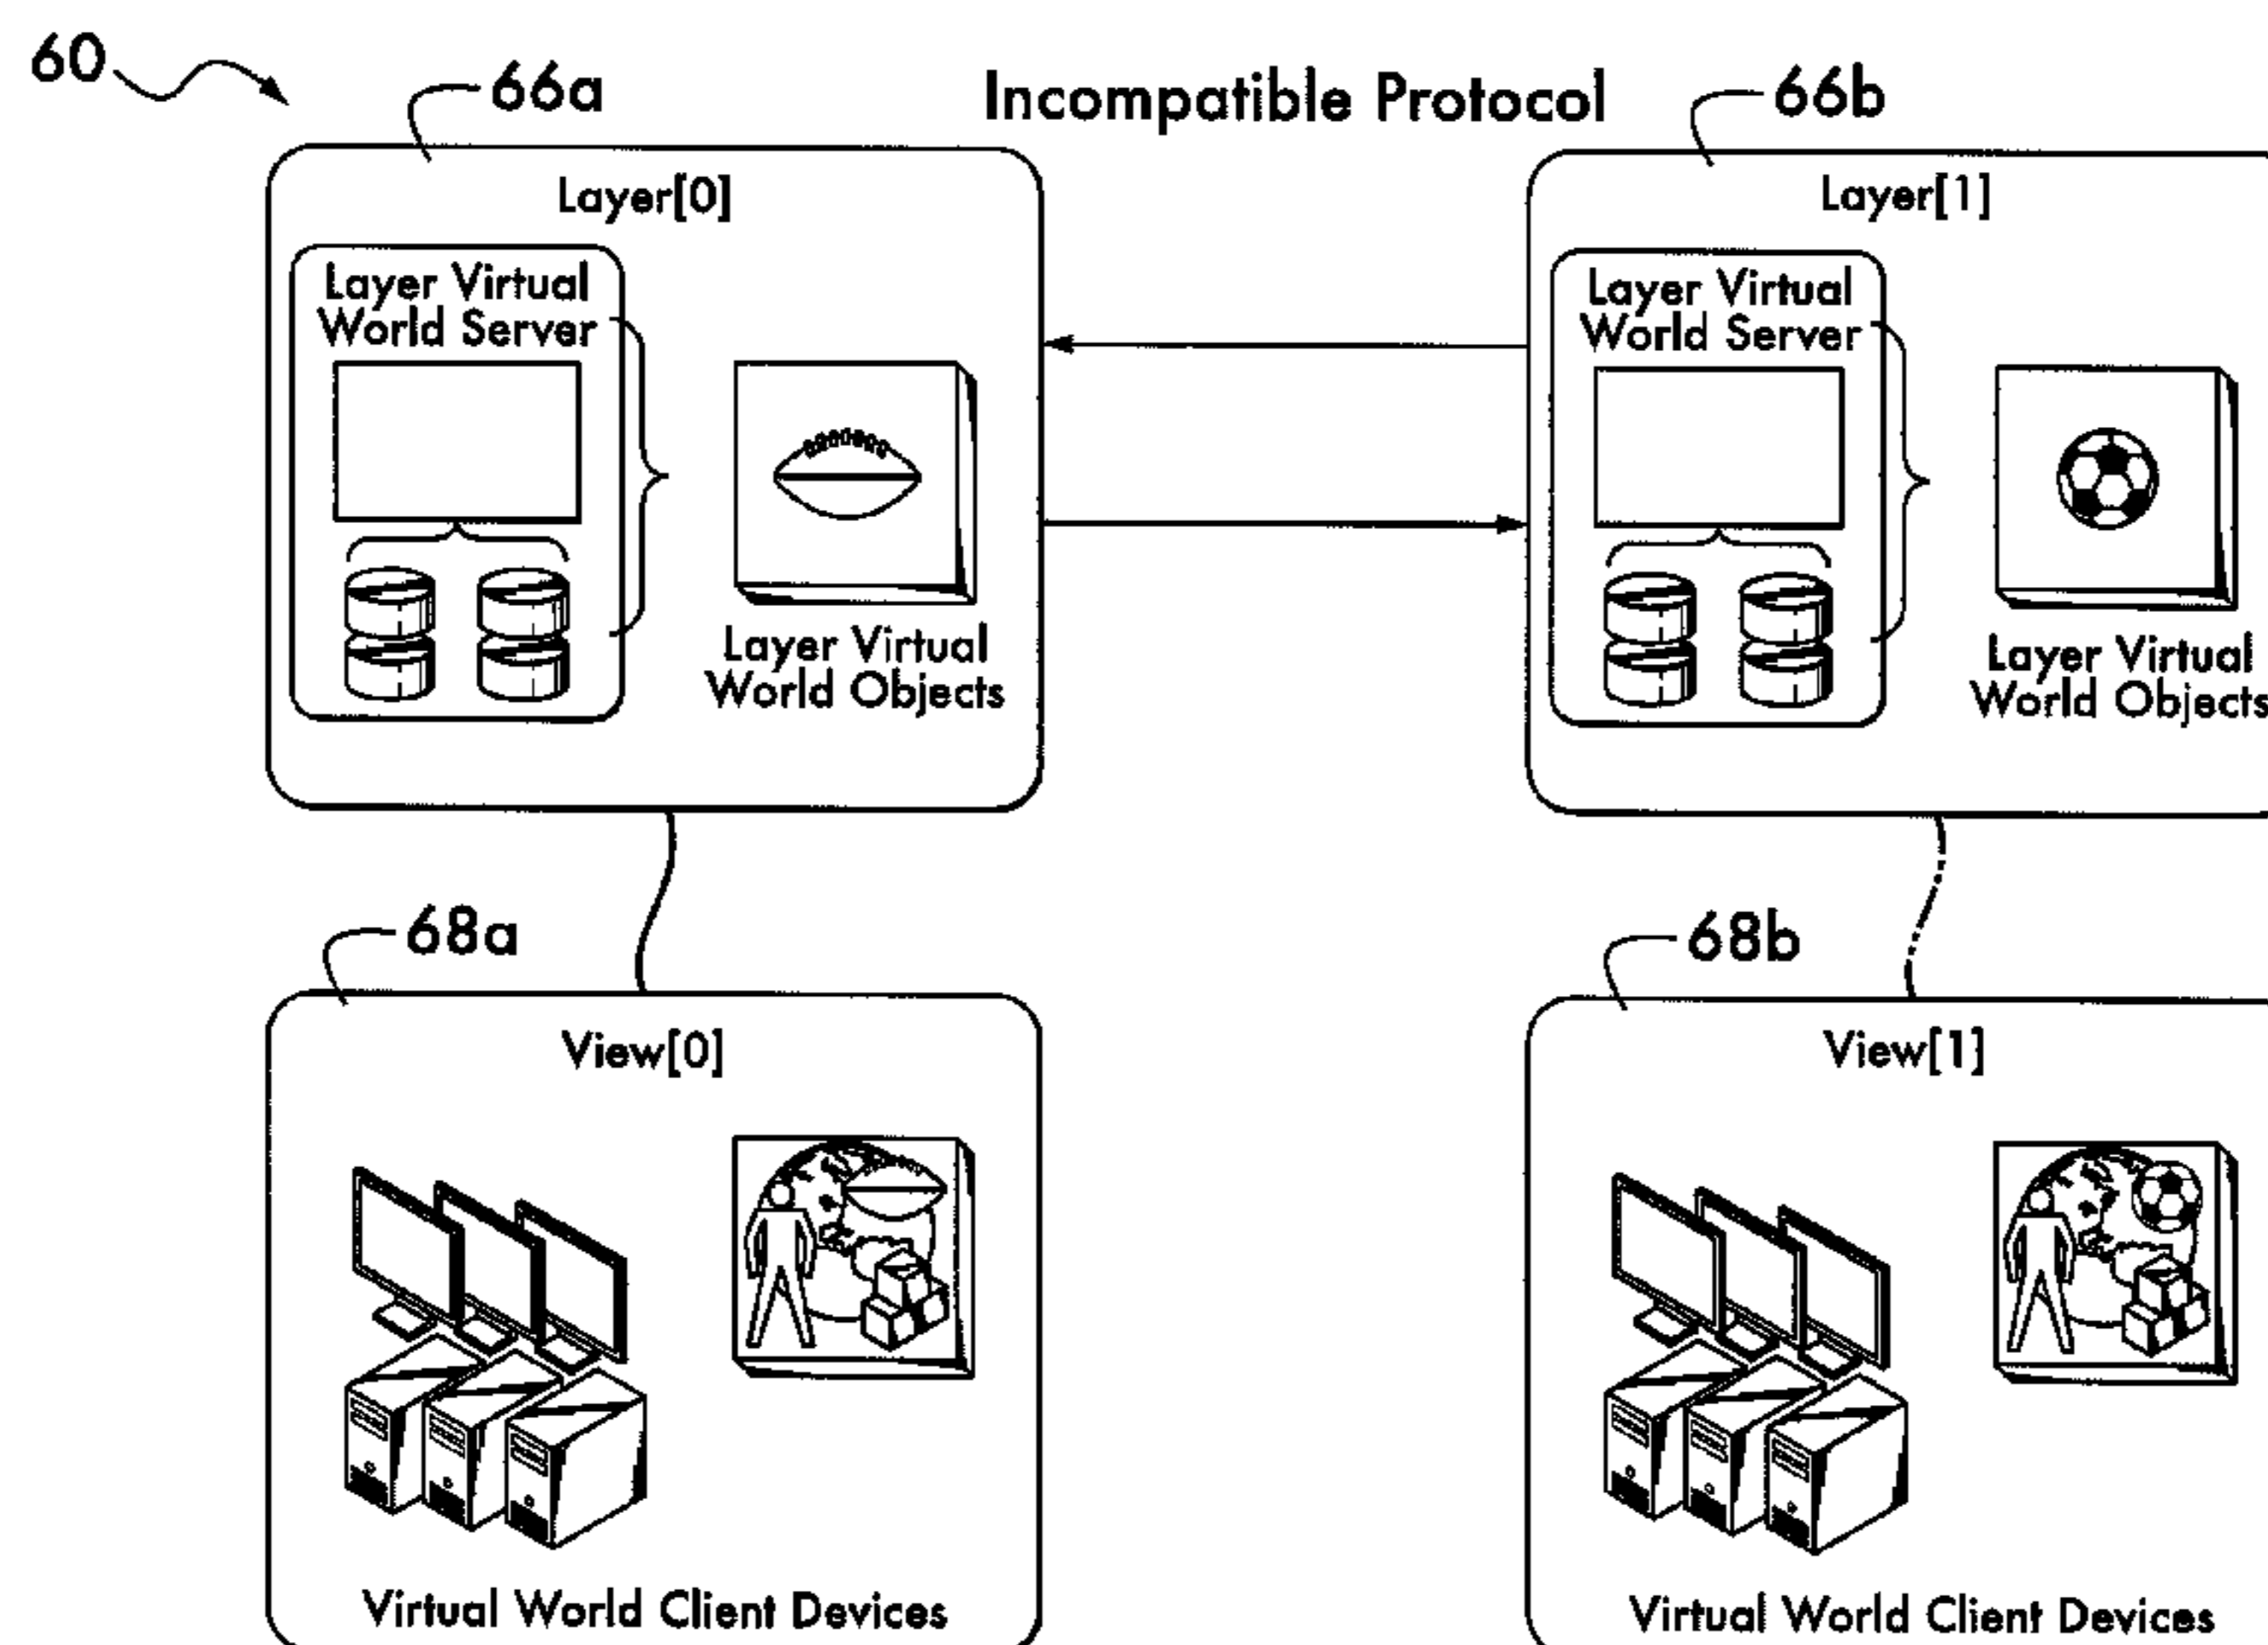 60
66a
Incompatible Protocol
66b
Layer[0]
Layer[1]
Layer Virtual
World Server
Layer Virtual
World Server
Layer Virtual
World Objects
Layer Virtual
World Objects
68a
68b
View[0]
View[1]
Virtual World Client Devices
Virtual World Client Devices